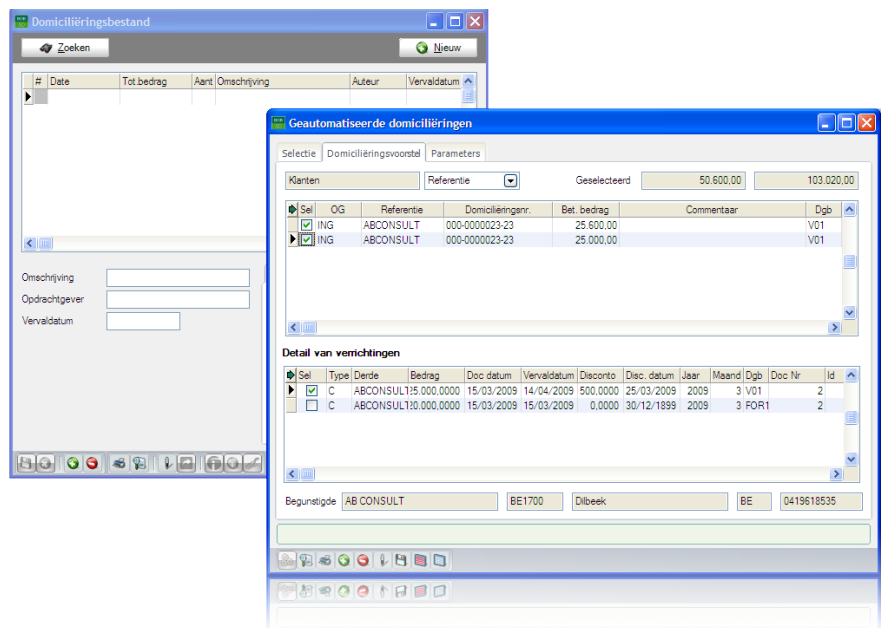 Domiciliëringsbestand
Zoeken
Nieuw
# Date Tot.bedrag Aant Omschrijving Auteur Vervaldatum
Omschrijving
Opdrachtgever
Vervaldatum
Geautomatiseerde domiciliëringen
Selectie Domiciliëringsvoorstel Parameters
Klanten Referentie Geselecteerd 50.600,00 103.020,00
Sel OG Referentie Domiciliëringsnr. Bet. bedrag Commentaar Dgb
ING ABCONSULT 000-0000023-23 25.600,00 V01
ING ABCONSULT 000-0000023-23 25.000,00 V01
Detail van verrichtingen
Sel Type Derde Bedrag Doc datum Vervaldatum Disconto Disc. datum Jaar Maand Dgb Doc Nr Id
C ABCONSULT 15/03/2009 14/04/2009 500,0000 25/03/2009 2009 3 V01 2
C ABCONSULT 15/03/2009 15/03/2009 0,0000 30/12/1899 2009 3 FOR1 2
Begunstigde AB CONSULT BE1700 Dilbeek BE 0419618535